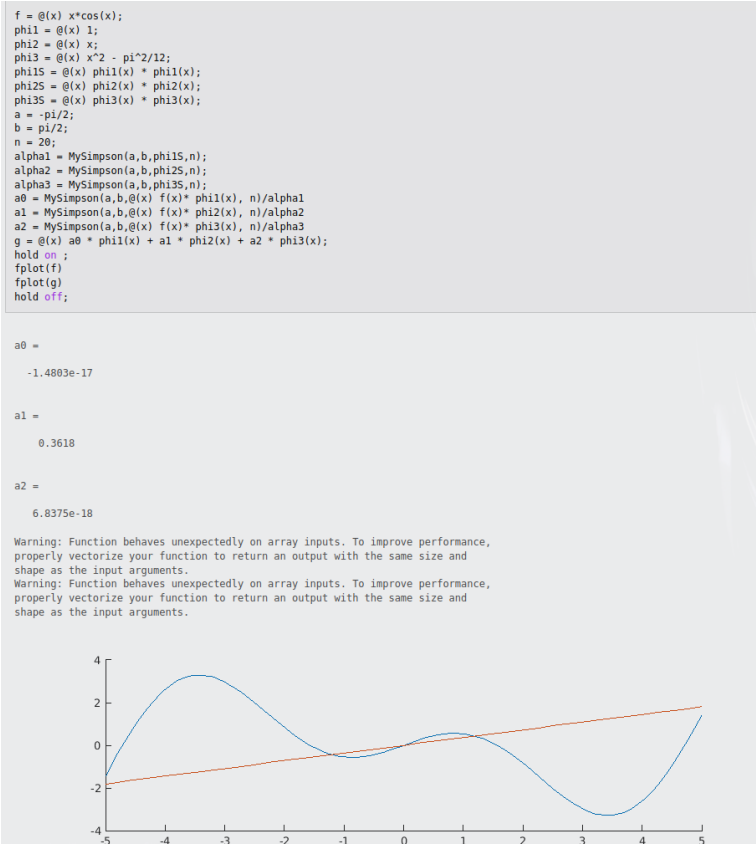 f = @(x) x*cos(x);
phi1 = @(x) 1;
phi2 = @(x) x;
phi3 = @(x) x^2 - pi^2/12;
phi1S = @(x) phi1(x) * phi1(x);
phi2S = @(x) phi2(x) * phi2(x);
phi3S = @(x) phi3(x) * phi3(x);
a = -pi/2;
b = pi/2;
n = 20;
alpha1 = MySimpson(a,b,phi1S,n);
alpha2 = MySimpson(a,b,phi2S,n);
alpha3 = MySimpson(a,b,phi3S,n);
a0 = MySimpson(a,b,@(x) f(x)* phi1(x), n)/alpha1
a1 = MySimpson(a,b,@(x) f(x)* phi2(x), n)/alpha2
a2 = MySimpson(a,b,@(x) f(x)* phi3(x), n)/alpha3
g = @(x) a0 * phi1(x) + a1 * phi2(x) + a2 * phi3(x);
hold on ;
fplot(f)
fplot(g)
hold off;
a0 =
-1.4803e-17
a1 =
0.3618
a2 =
6.8375e-18
Warning: Function behaves unexpectedly on array inputs. To improve performance,
properly vectorize your function to return an output with the same size and
shape as the input arguments.
Warning: Function behaves unexpectedly on array inputs. To improve performance,
properly vectorize your function to return an output with the same size and
shape as the input arguments.
4
2
0
-2
-4
-5 -4 -3 -2 -1 0 1 2 3 4 5